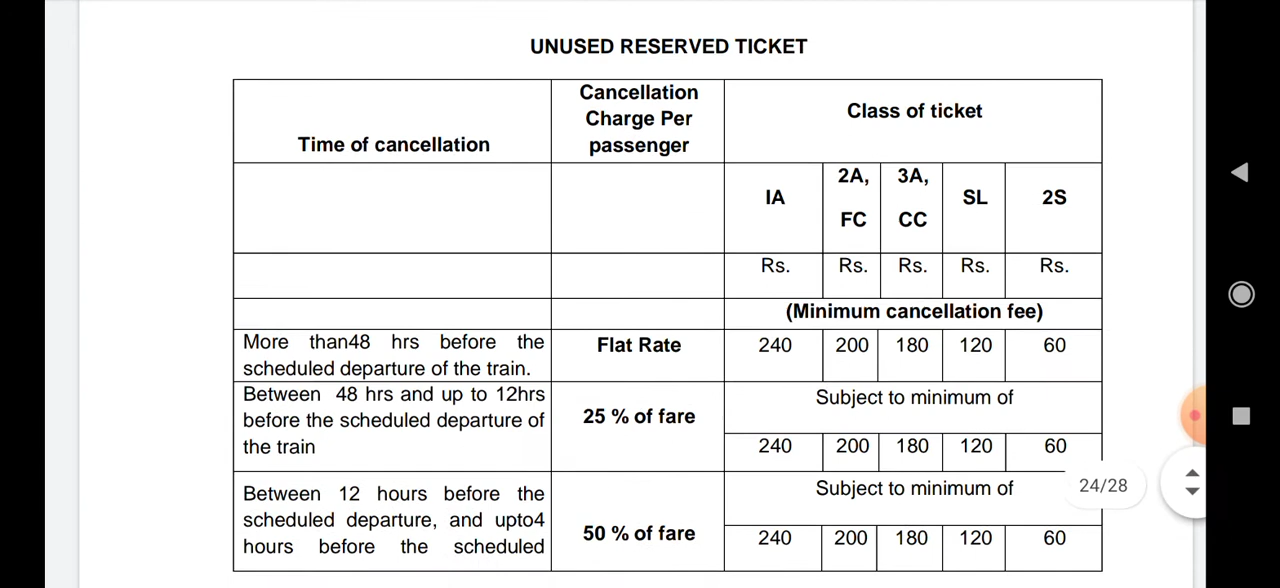 UNUSED RESERVED TICKET
Time of cancellation
Cancellation
Charge Per
passenger
Class of ticket
IA
2A,
FC
3A,
CC
SL
2S
Rs. Rs. Rs. Rs. Rs.
(Minimum cancellation fee)
More than48 hrs before the
scheduled departure of the train.
Flat Rate
240 200 180 120 60
Between 48 hrs and up to 12hrs
before the scheduled departure of
the train
25 % of fare
Subject to minimum of
240 200 180 120 60
Between 12 hours before the
scheduled departure, and upto4
hours before the scheduled
50 % of fare
Subject to minimum of
240 200 180 120 60
24/28